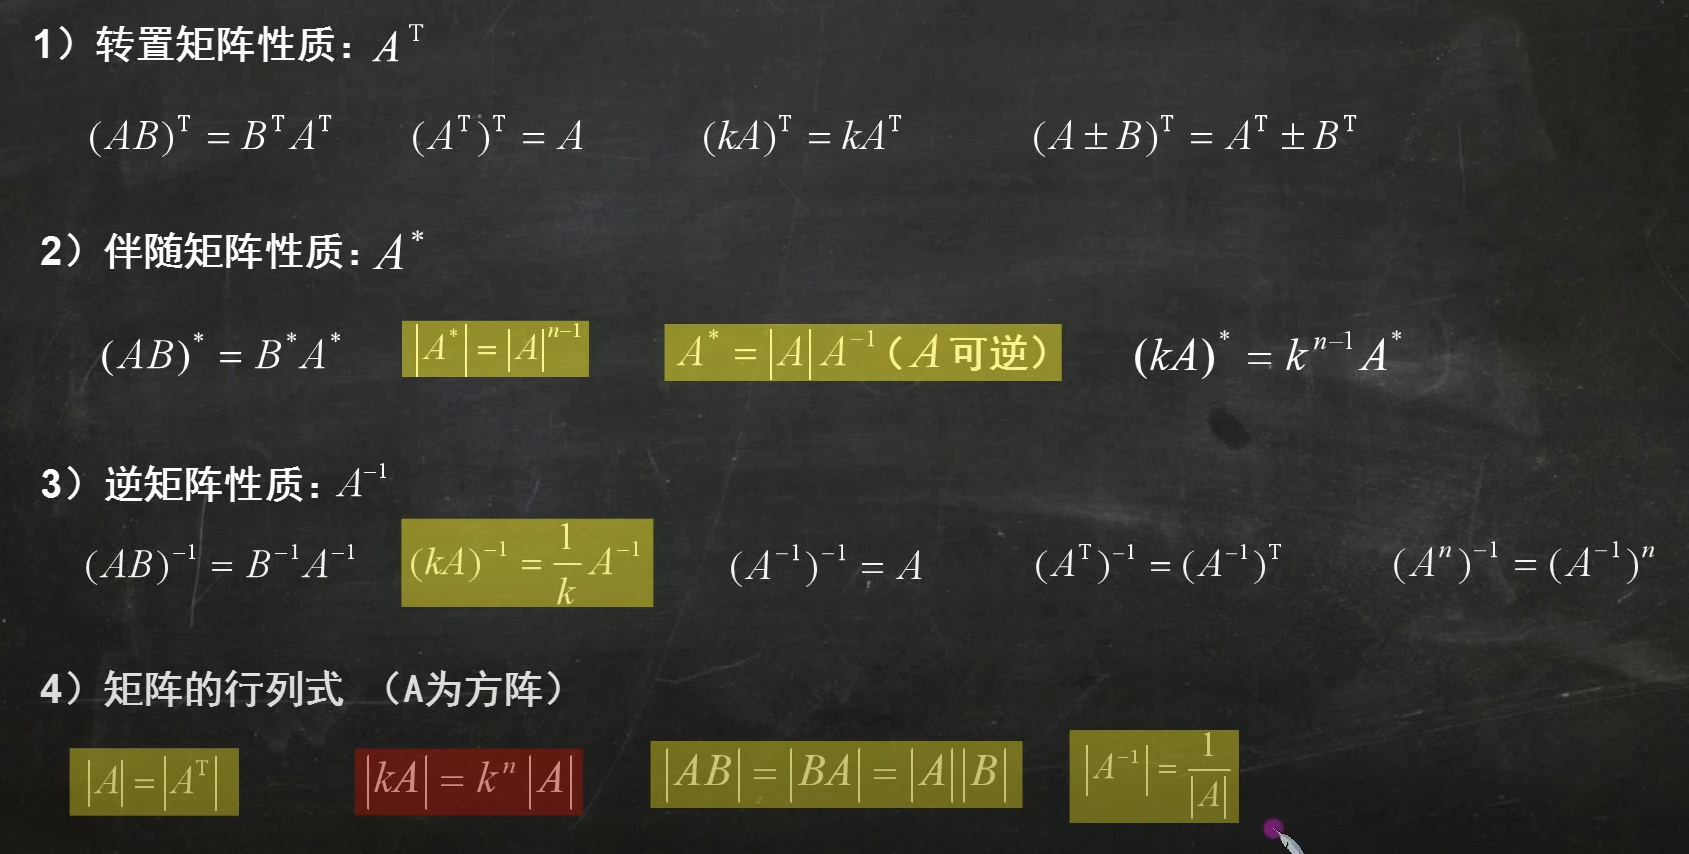 1）转置矩阵性质：A^T
(AB)^T = B^T A^T (A^T)^T = A (kA)^T = kA^T (A ± B)^T = A^T ± B^T
2）伴随矩阵性质：A^*
(AB)^* = B^* A^* |A^*| = |A|^{n−1} A^* = |A| A^{−1}（A 可逆） (kA)^* = k^{n−1} A^*
3）逆矩阵性质：A^{−1}
(AB)^{−1} = B^{−1} A^{−1} (kA)^{−1} = \frac{1}{k} A^{−1} (A^{−1})^{−1} = A (A^T)^{−1} = (A^{−1})^T (A^n)^{−1} = (A^{−1})^n
4）矩阵的行列式 （A为方阵）
|A| = |A^T| |kA| = k^n |A| |AB| = |BA| = |A||B| |A^{−1}| = \frac{1}{|A|}